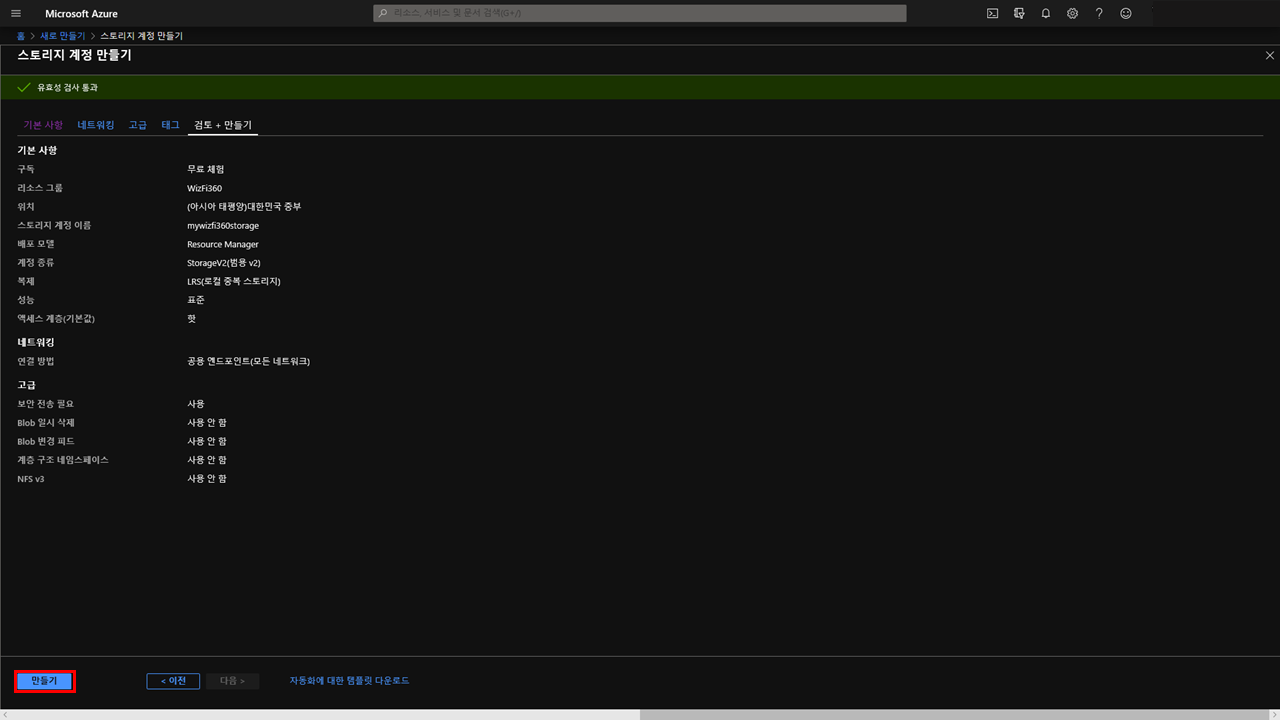 Microsoft Azure
리소스, 서비스 및 문서 검색(G+/)
홈 > 새로 만들기 > 스토리지 계정 만들기
스토리지 계정 만들기
유효성 검사 통과
기본 사항 네트워킹 고급 태그 검토 + 만들기
기본 사항
구독 무료 체험
리소스 그룹 WizFi360
위치 (아시아 태평양)대한민국 중부
스토리지 계정 이름 mywizfi360storage
배포 모델 Resource Manager
계정 종류 StorageV2(범용 v2)
복제 LRS(로컬 중복 스토리지)
성능 표준
액세스 계층(기본값) 핫
네트워킹
연결 방법 공용 엔드포인트(모든 네트워크)
고급
보안 전송 필요 사용
Blob 일시 삭제 사용 안 함
Blob 변경 피드 사용 안 함
계층 구조 네임스페이스 사용 안 함
NFS v3 사용 안 함
만들기 < 이전 다음 > 자동화에 대한 템플릿 다운로드